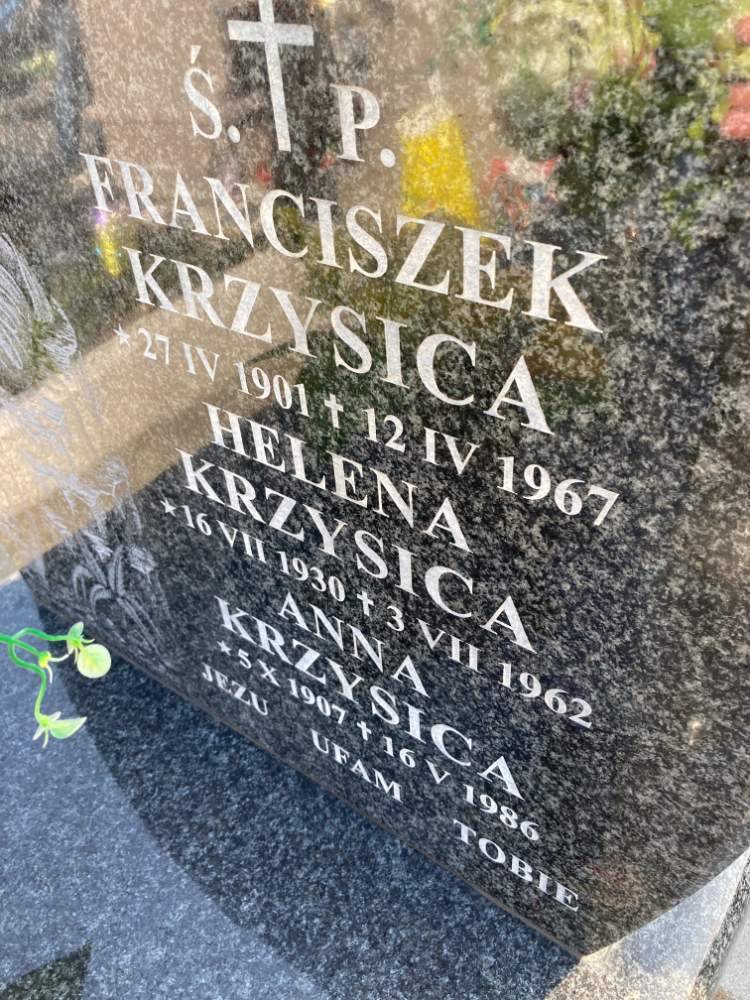 Ś. P.
FRANCISZEK
KRZYSICA
* 27 IV 1901 † 12 IV 1967
HELENA
KRZYSICA
* 16 VII 1930 † 3 VII 1962
ANNA
KRZYSICA
* 5 X 1907 † 16 V 1986
JEZU UFAM TOBIE